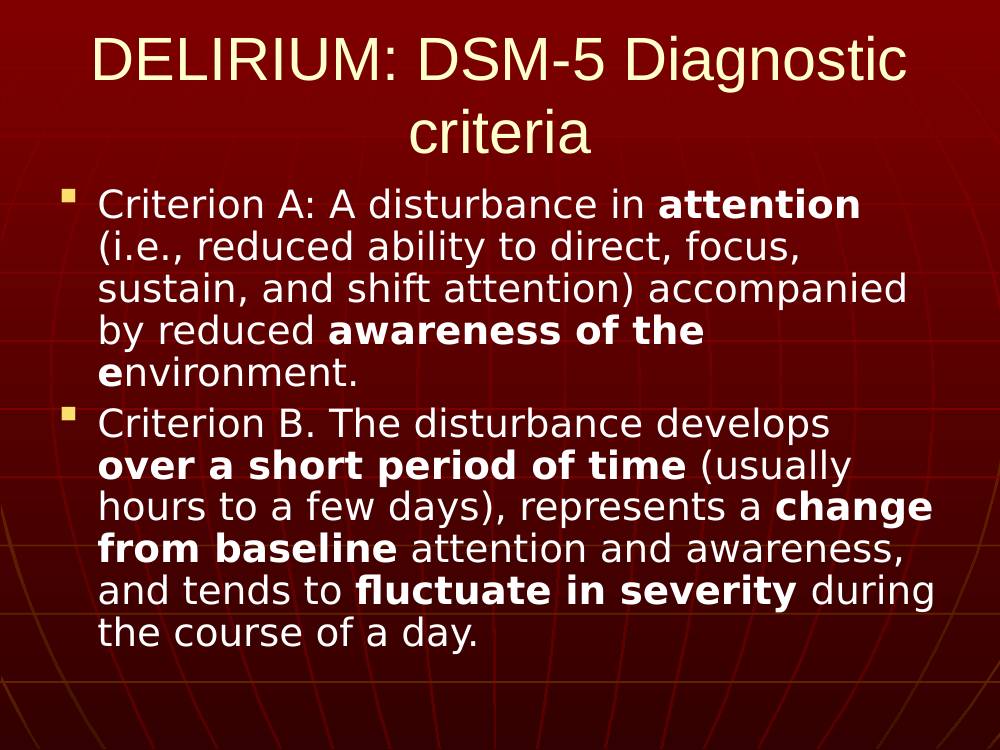 DELIRIUM: DSM-5 Diagnostic
criteria
Criterion A: A disturbance in attention
(i.e., reduced ability to direct, focus,
sustain, and shift attention) accompanied
by reduced awareness of the
environment.
Criterion B. The disturbance develops
over a short period of time (usually
hours to a few days), represents a change
from baseline attention and awareness,
and tends to fluctuate in severity during
the course of a day.